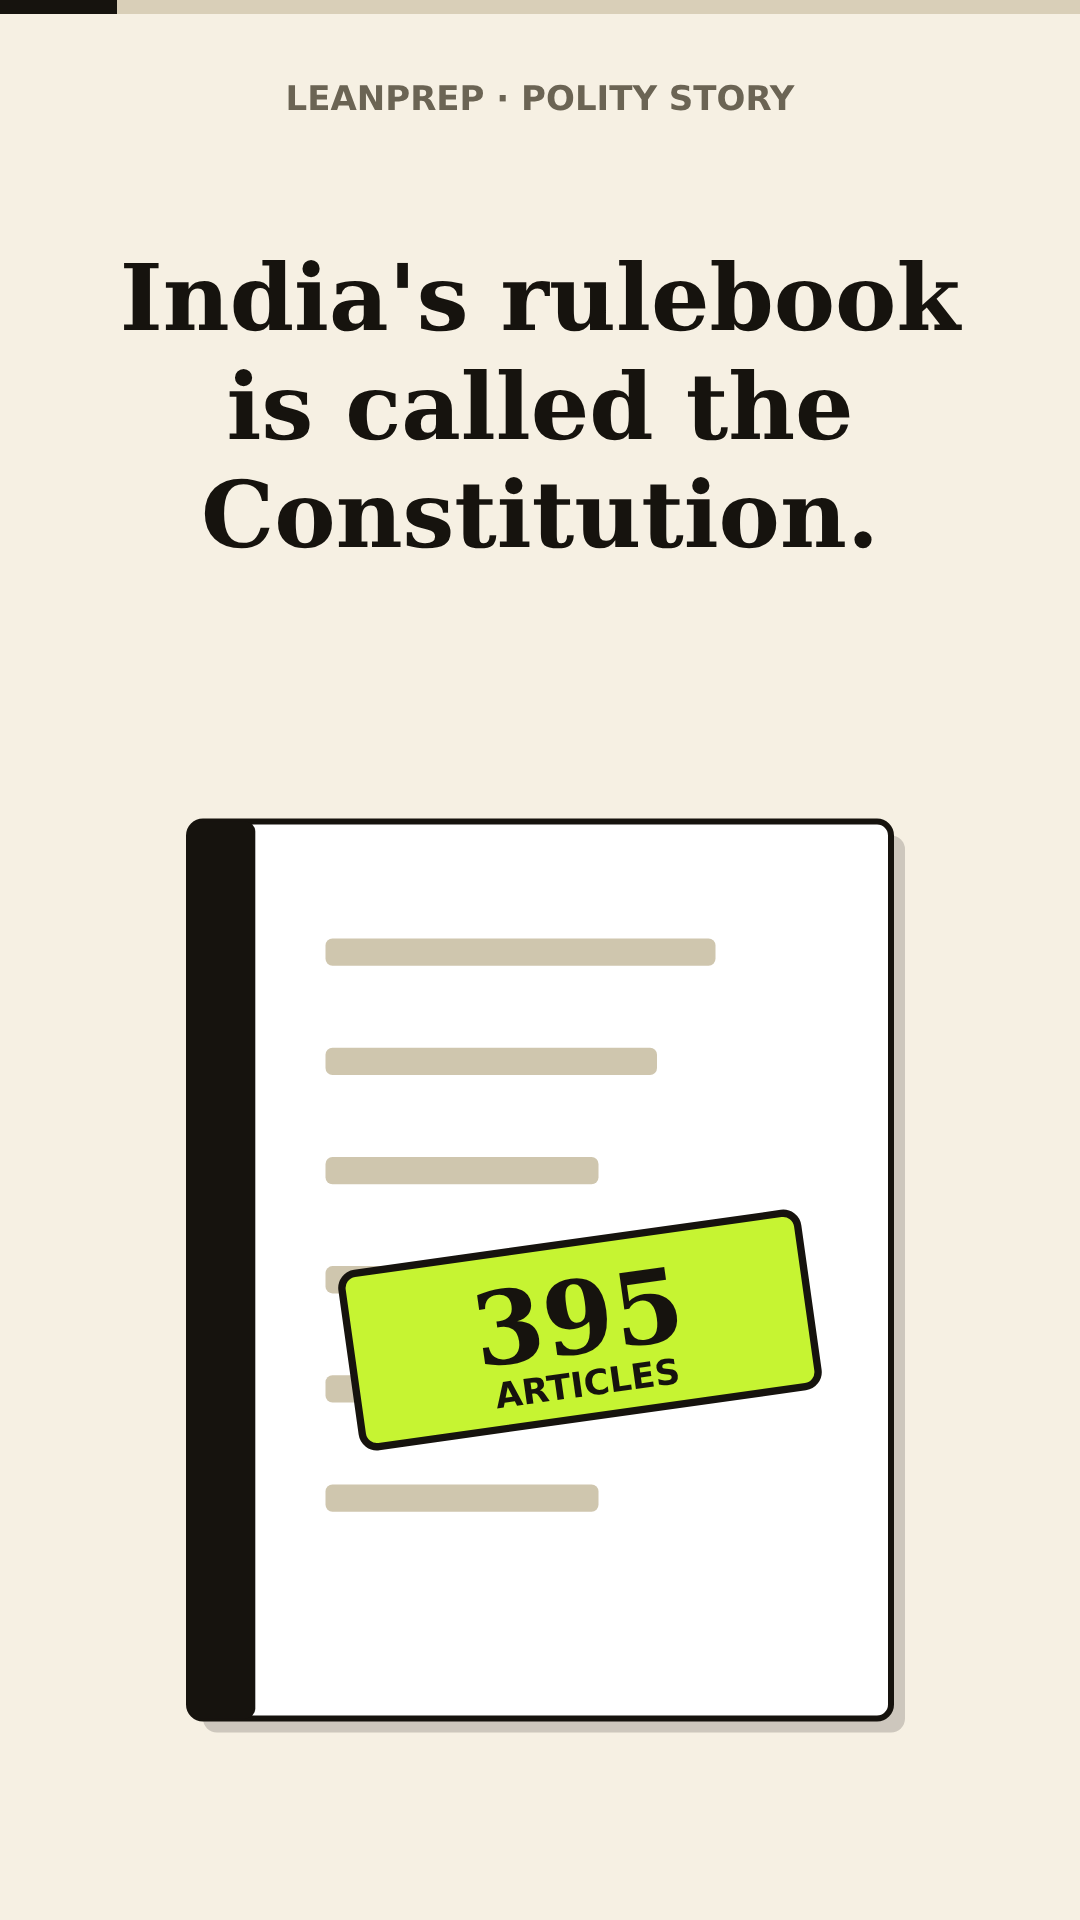 LEANPREP · POLITY STORY
India's rulebook
is called the
Constitution.
395
ARTICLES